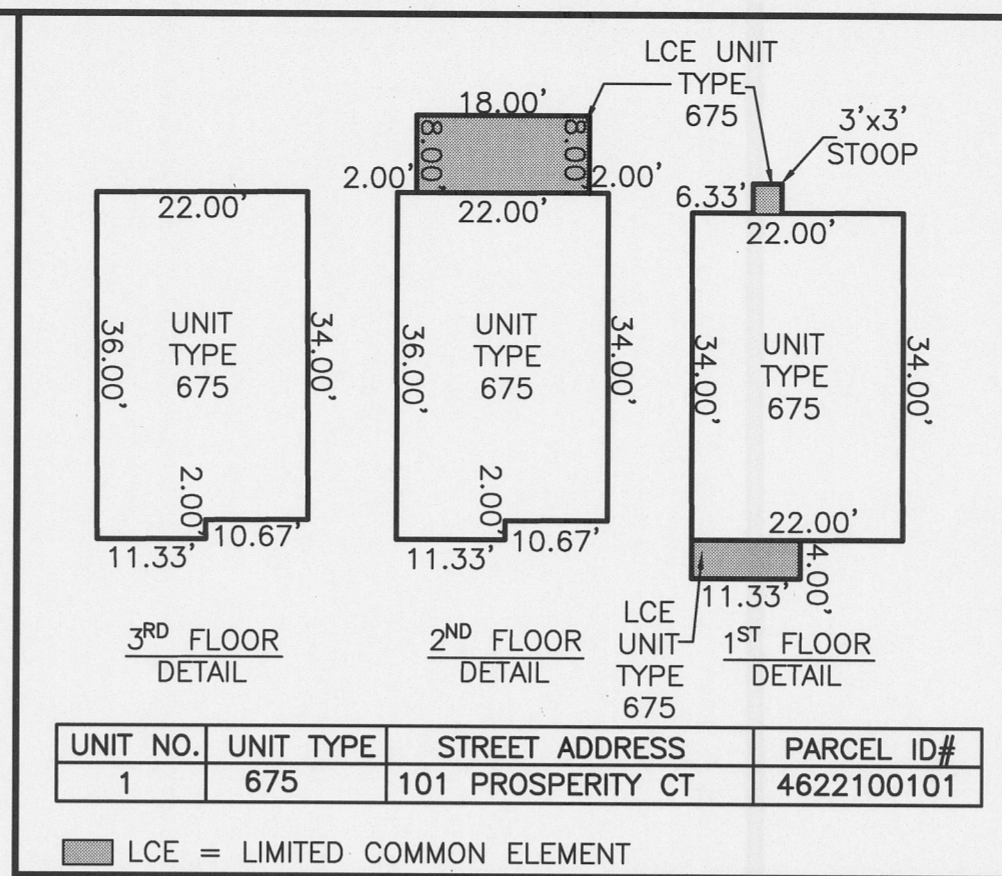 LCE UNIT
TYPE
675
3'x3'
STOOP
18.00'
8.00'
8.00'
2.00'
2.00'
6.33'
22.00'
22.00'
22.00'
UNIT
TYPE
675
36.00'
34.00'
UNIT
TYPE
675
36.00'
34.00'
UNIT
TYPE
675
34.00'
34.00'
2.00'
11.33'
10.67'
2.00'
11.33'
10.67'
22.00'
4.00'
11.33'
LCE
UNIT
TYPE
675
3RD FLOOR
DETAIL
2ND FLOOR
DETAIL
1ST FLOOR
DETAIL
UNIT NO. UNIT TYPE STREET ADDRESS PARCEL ID#
1 675 101 PROSPERITY CT 4622100101
LCE = LIMITED COMMON ELEMENT